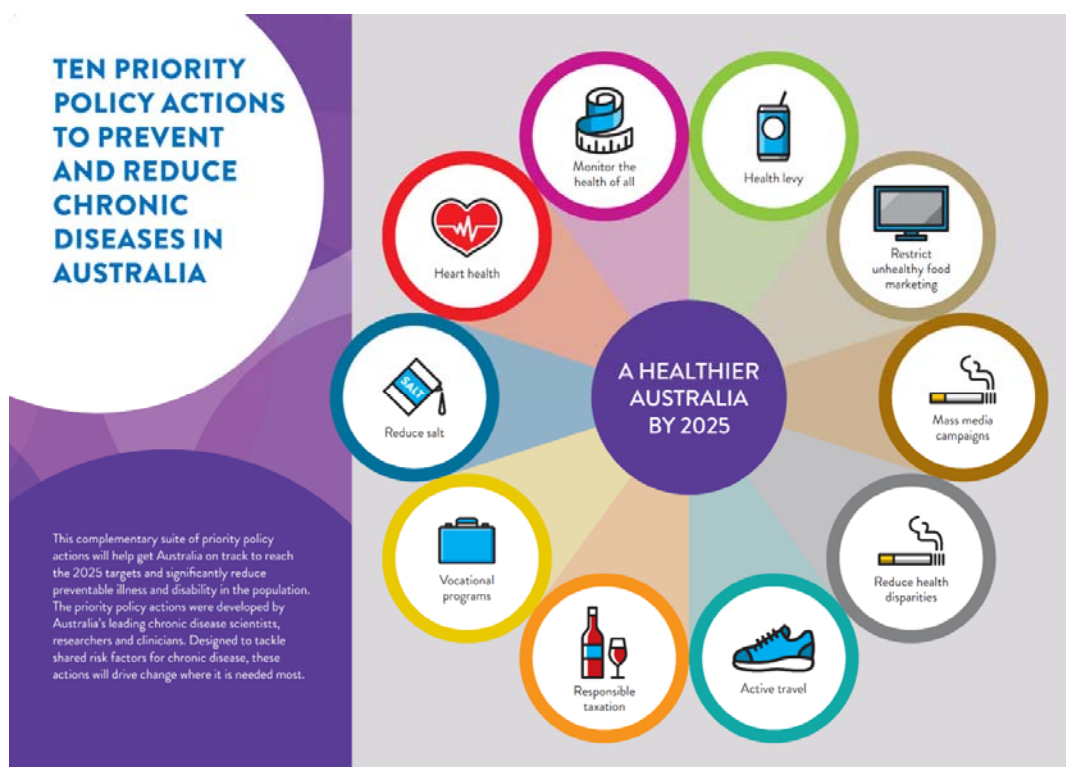 TEN PRIORITY
POLICY ACTIONS
TO PREVENT
AND REDUCE
CHRONIC
DISEASES IN
AUSTRALIA
This complementary suite of priority policy
actions will help get Australia on track to reach
the 2025 targets and significantly reduce
preventable illness and disability in the population.
The priority policy actions were developed by
Australia's leading chronic disease scientists,
researchers and clinicians. Designed to tackle
shared risk factors for chronic disease, these
actions will drive change where it is needed most.
A HEALTHIER
AUSTRALIA
BY 2025
Monitor the
health of all
Health levy
Restrict
unhealthy food
marketing
Mass media
campaigns
Reduce health
disparities
Active travel
Responsible
taxation
Vocational
programs
SALT
Reduce salt
Heart health